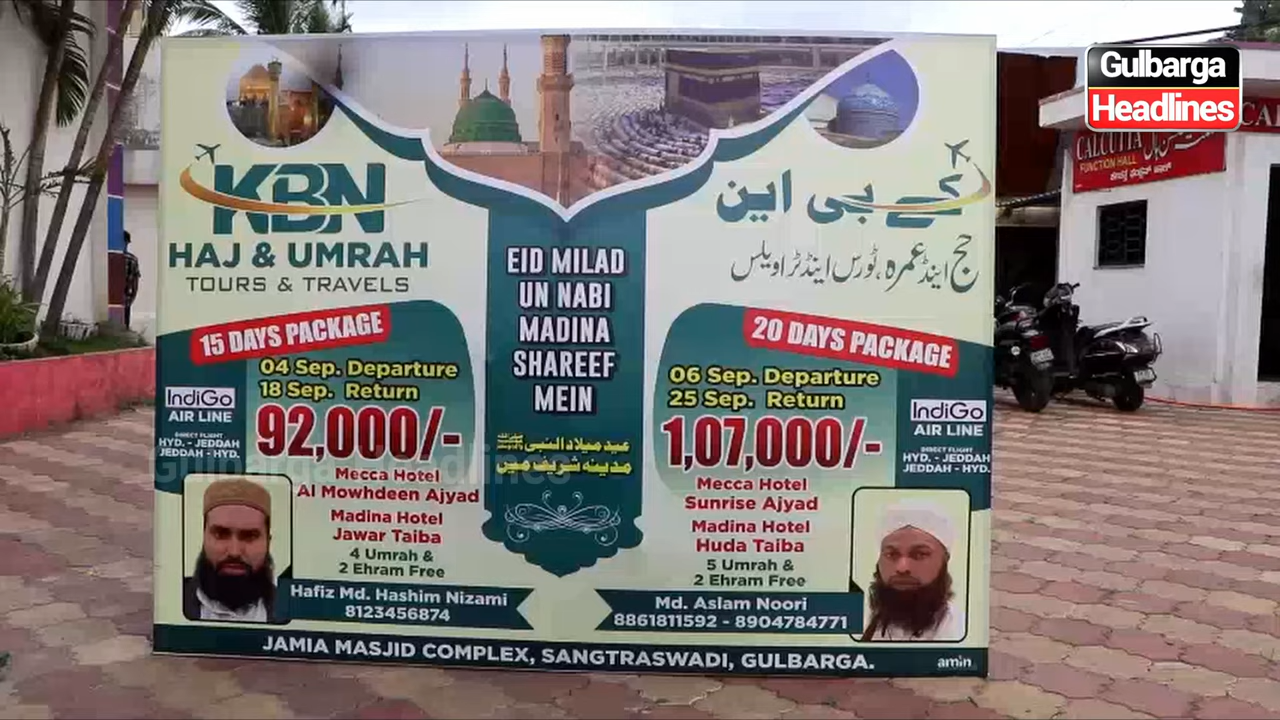 Gulbarga
Headlines
CALCUTTA
FUNCTION HALL
KBN
HAJ & UMRAH
TOURS & TRAVELS
کے بی این
حج اینڈ عمرہ، ٹورس اینڈ ٹراویلس
EID MILAD
UN NABI
MADINA
SHAREEF
MEIN
عید میلاد النبی ﷺ
مدینہ شریف میں
15 DAYS PACKAGE
04 Sep. Departure
18 Sep. Return
92,000/-
IndiGo
AIR LINE
DIRECT FLIGHT
HYD. - JEDDAH
JEDDAH - HYD.
Mecca Hotel
Al Mowhdeen Ajyad
Madina Hotel
Jawar Taiba
4 Umrah &
2 Ehram Free
Hafiz Md. Hashim Nizami
8123456874
20 DAYS PACKAGE
06 Sep. Departure
25 Sep. Return
1,07,000/-
IndiGo
AIR LINE
DIRECT FLIGHT
HYD. - JEDDAH
JEDDAH - HYD.
Mecca Hotel
Sunrise Ajyad
Madina Hotel
Huda Taiba
5 Umrah &
2 Ehram Free
Md. Aslam Noori
8861811592 - 8904784771
JAMIA MASJID COMPLEX, SANGTRASWADI, GULBARGA.
amin
Gulbarga Headlines